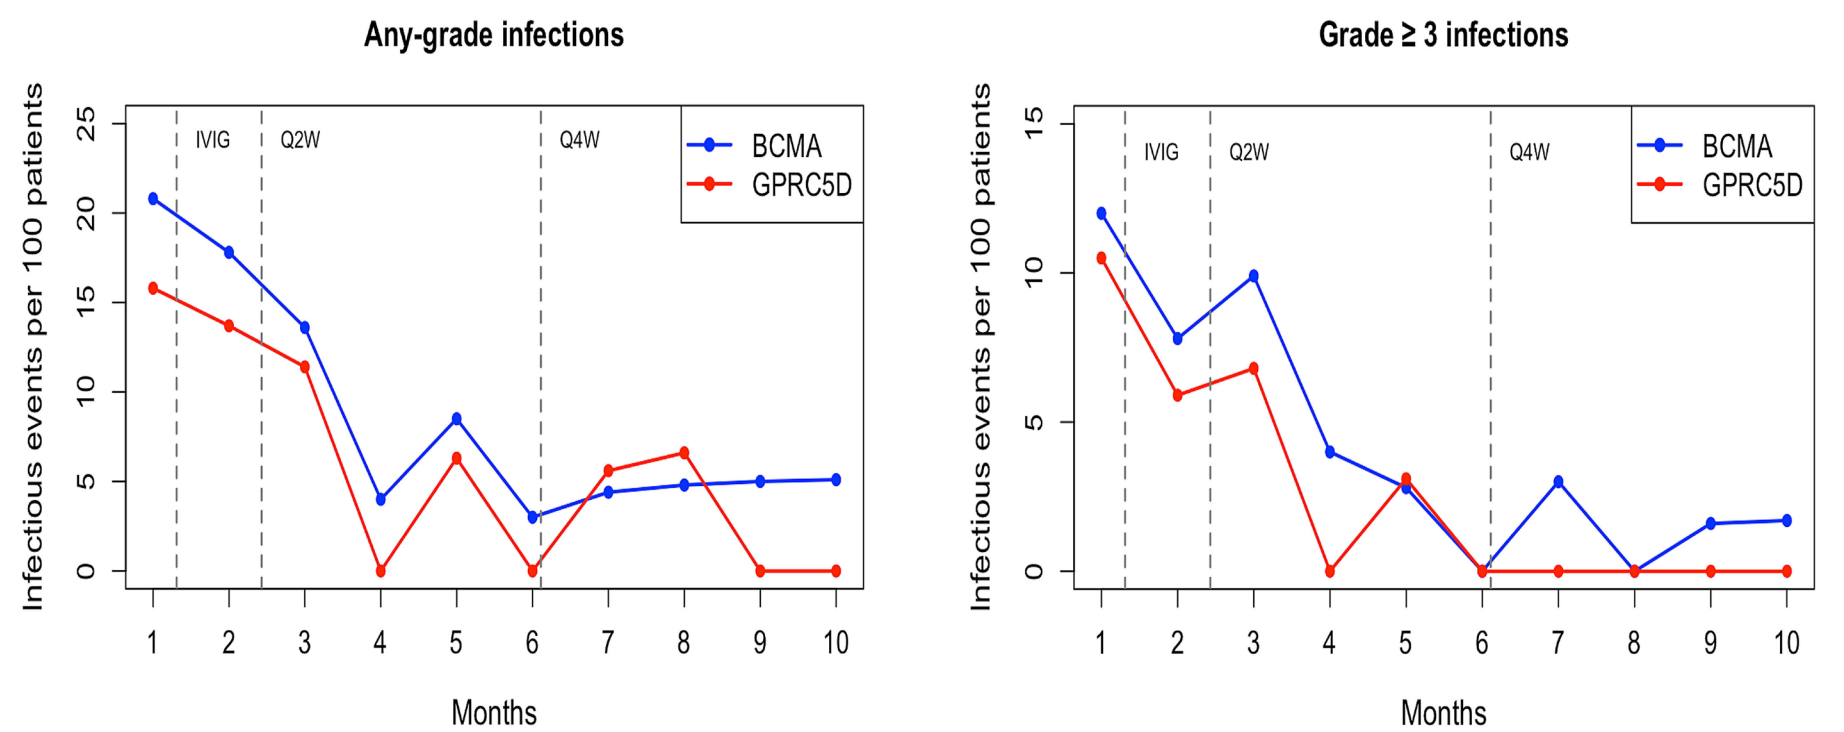 Any-grade infections
Infectious events per 100 patients
25
20
15
10
5
0
IVIG
Q2W
Q4W
BCMA
GPRC5D
1 2 3 4 5 6 7 8 9 10
Months
Grade ≥ 3 infections
Infectious events per 100 patients
15
10
5
0
IVIG
Q2W
Q4W
BCMA
GPRC5D
1 2 3 4 5 6 7 8 9 10
Months